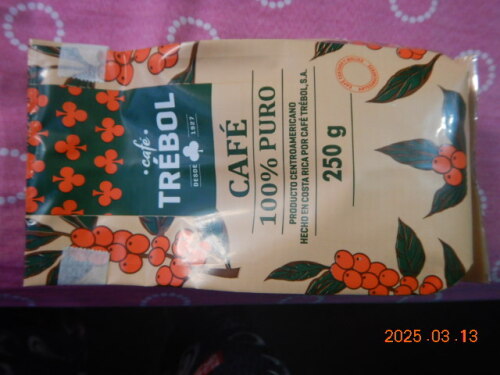 café
TRÉBOL
DESDE 1927
CAFÉ
100% PURO
PRODUCTO CENTROAMERICANO
HECHO EN COSTA RICA POR CAFÉ TRÉBOL, S.A.
250 g
2025.03.13